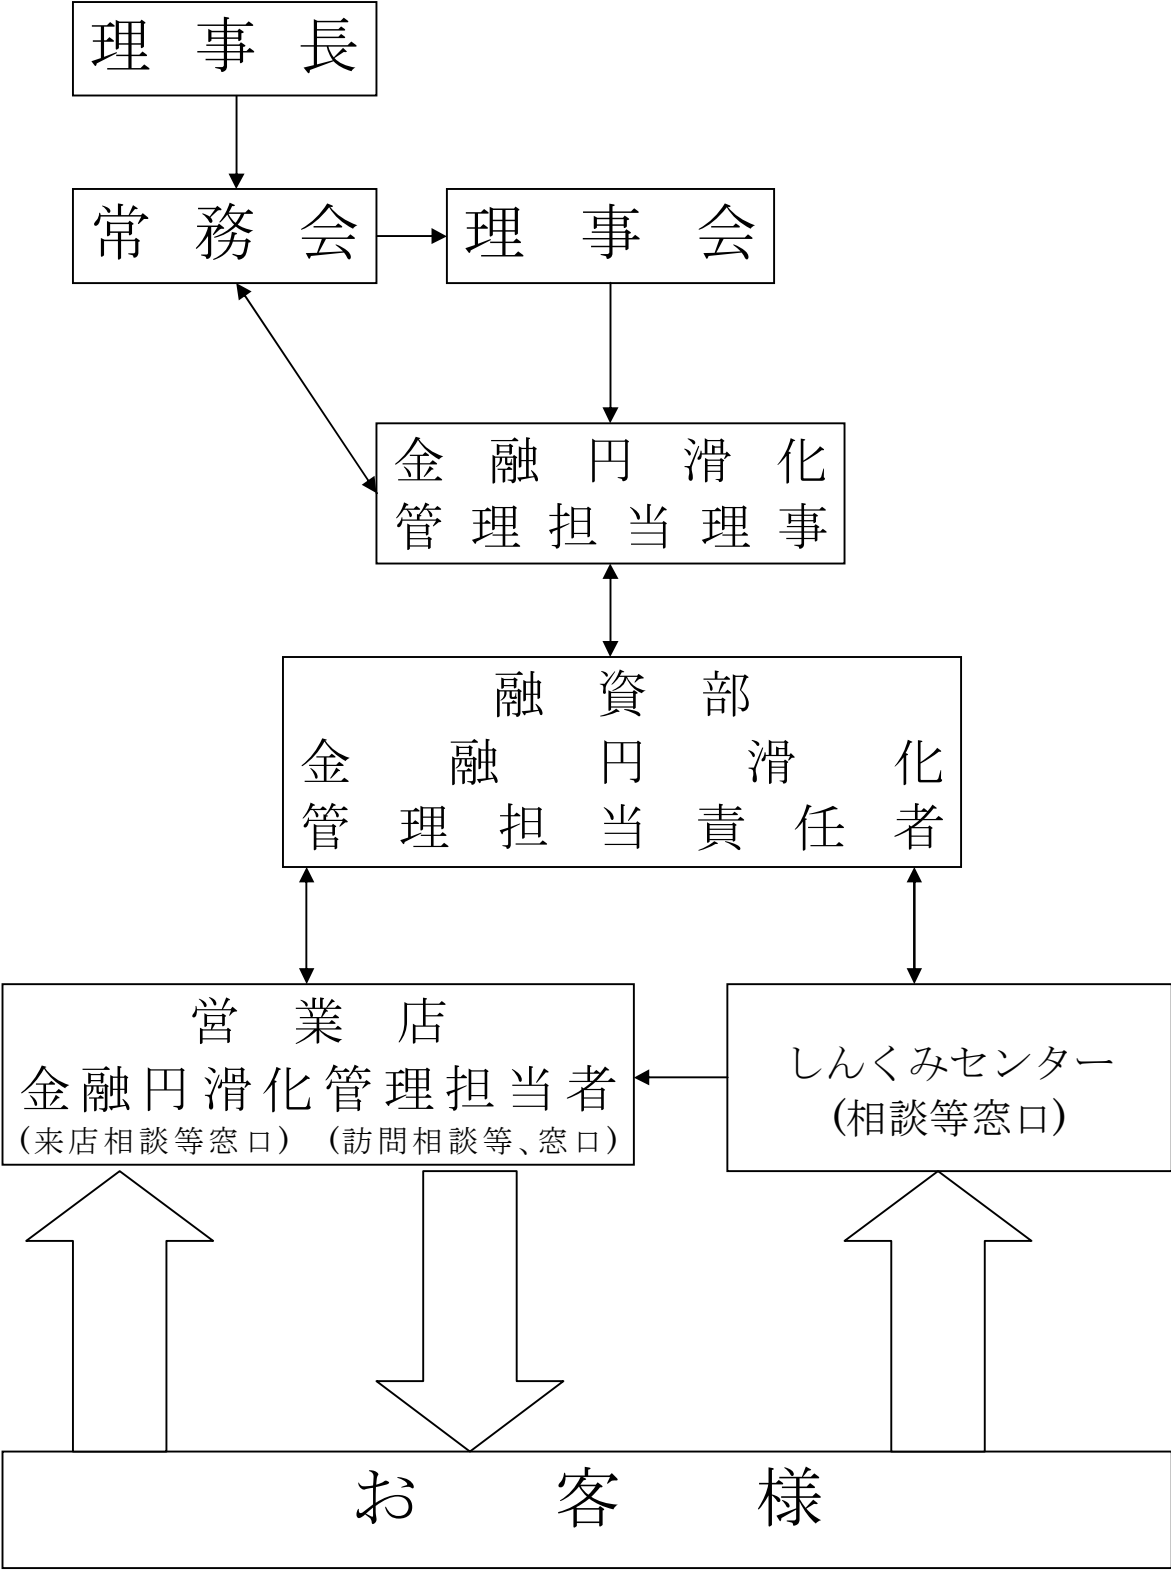 理事長
常務会
理事会
金融円滑化
管理担当理事
融資部
金融円滑化
管理担当責任者
営業店
金融円滑化管理担当者
(来店相談等窓口) (訪問相談等、窓口)
しんくみセンター
(相談等窓口)
お客様